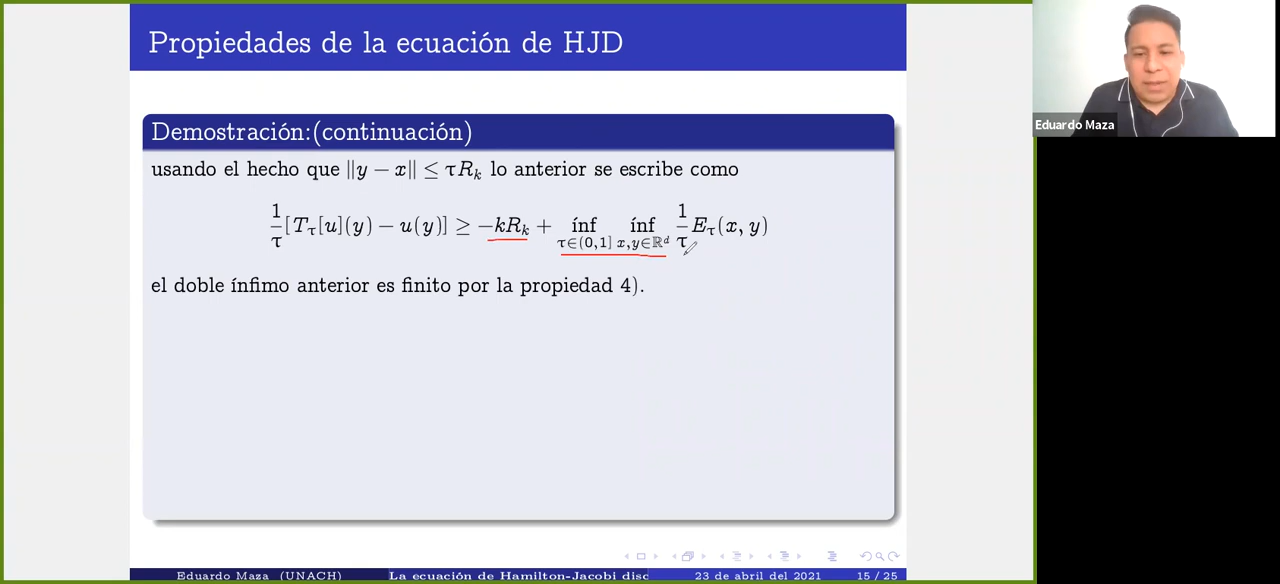 Propiedades de la ecuación de HJD
Demostración:(continuación)
usando el hecho que ‖y − x‖ ≤ τR_k lo anterior se escribe como
1/τ [T_τ[u](y) − u(y)] ≥ −kR_k + ínf_{τ∈(0,1]} ínf_{x,y∈ℝ^d} 1/τ E_τ(x, y)
el doble ínfimo anterior es finito por la propiedad 4).
Eduardo Maza (UNACH) La ecuación de Hamilton-Jacobi disc 23 de abril del 2021 15 / 25
Eduardo Maza